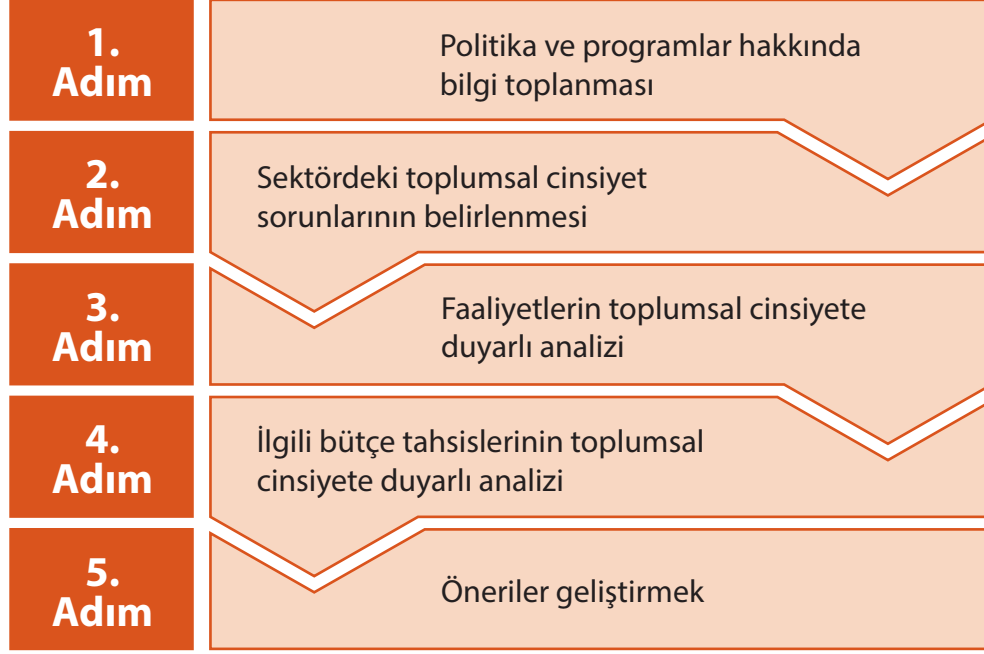 1.
Adım
Politika ve programlar hakkında
bilgi toplanması
2.
Adım
Sektördeki toplumsal cinsiyet
sorunlarının belirlenmesi
3.
Adım
Faaliyetlerin toplumsal cinsiyete
duyarlı analizi
4.
Adım
İlgili bütçe tahsislerinin toplumsal
cinsiyete duyarlı analizi
5.
Adım
Öneriler geliştirmek